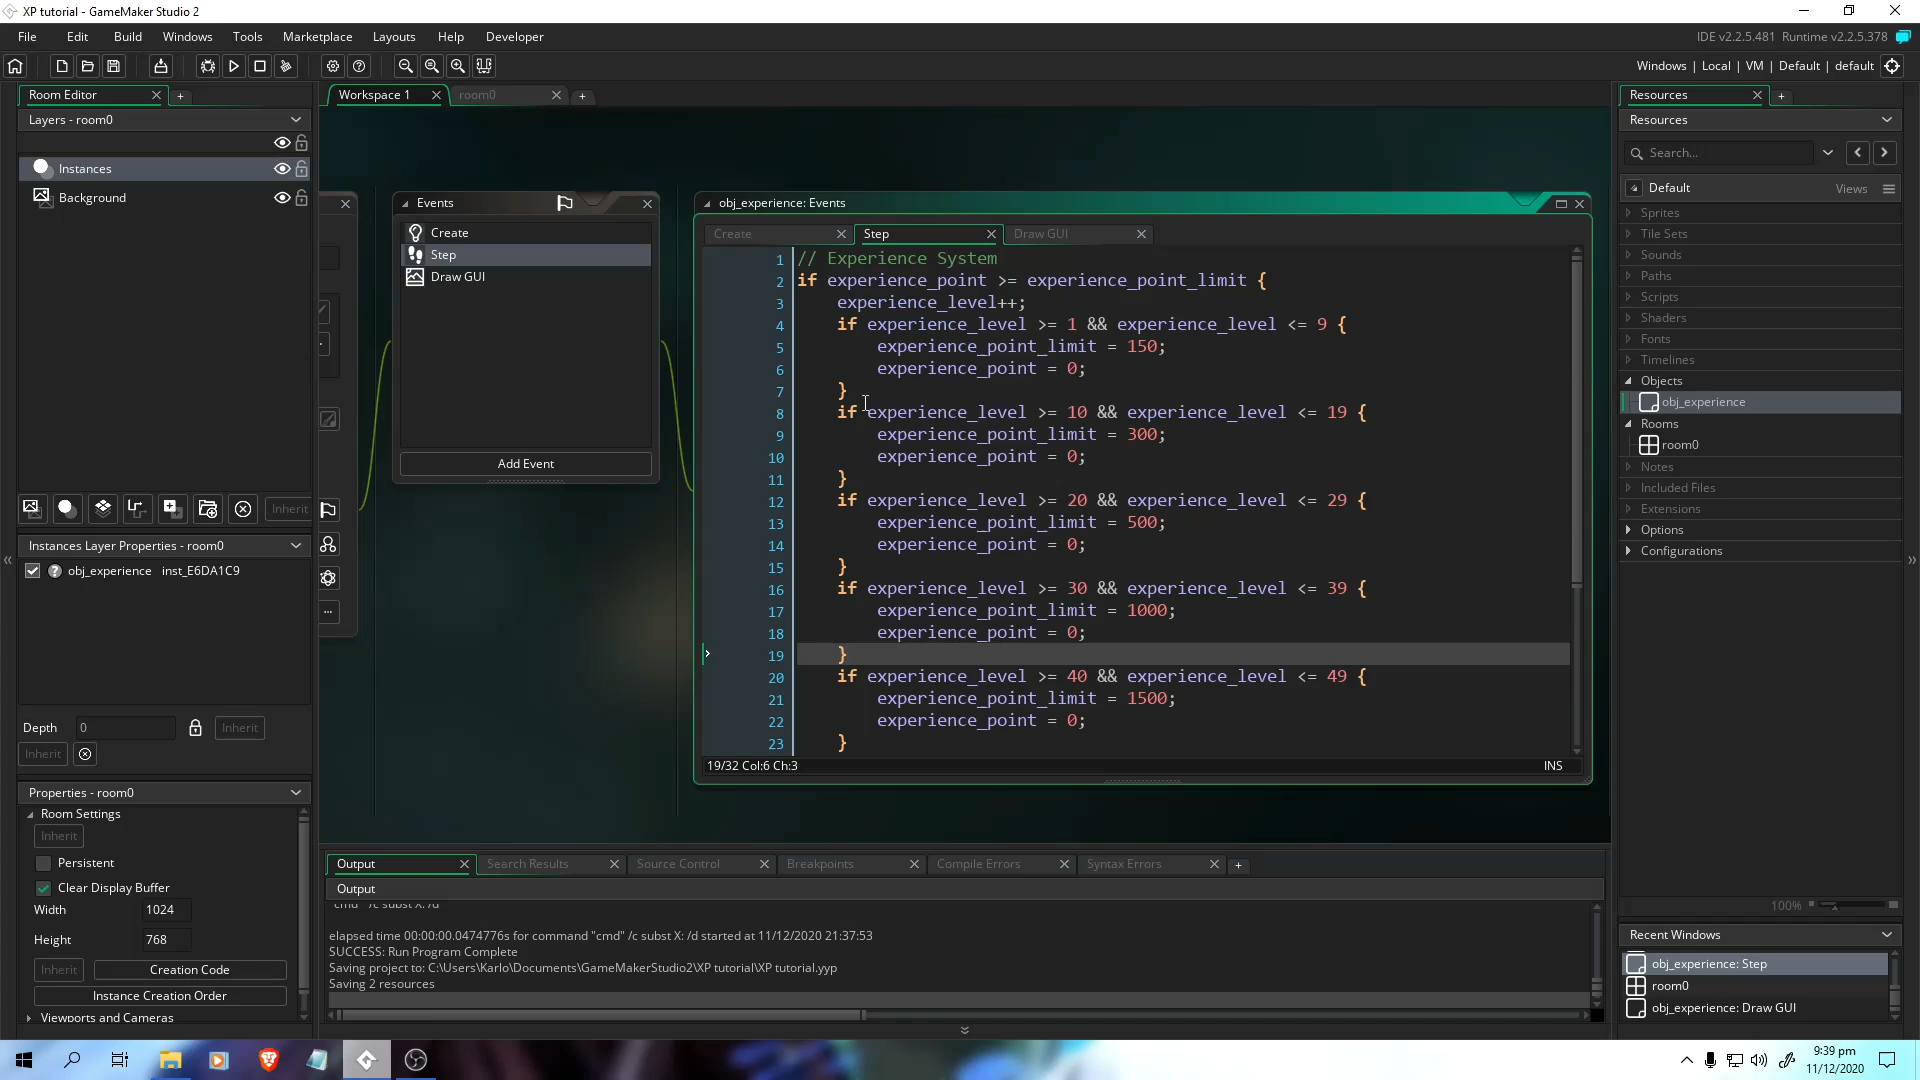 XP tutorial - GameMaker Studio 2
File Edit Build Windows Tools Marketplace Layouts Help Developer
IDE v2.2.5.481 Runtime v2.2.5.378
Windows | Local | VM | Default | default
Room Editor
Layers - room0
Instances
Background
Inherit
Instances Layer Properties - room0
obj_experience inst_E6DA1C9
Depth 0 Inherit
Inherit
Properties - room0
Room Settings
Inherit
Persistent
Clear Display Buffer
Width 1024
Height 768
Inherit Creation Code
Instance Creation Order
Viewports and Cameras
Workspace 1 room0
Events
Create
Step
Draw GUI
Add Event
obj_experience: Events
Create Step Draw GUI
1 // Experience System
2 if experience_point >= experience_point_limit {
3 experience_level++;
4 if experience_level >= 1 && experience_level <= 9 {
5 experience_point_limit = 150;
6 experience_point = 0;
7 }
8 if experience_level >= 10 && experience_level <= 19 {
9 experience_point_limit = 300;
10 experience_point = 0;
11 }
12 if experience_level >= 20 && experience_level <= 29 {
13 experience_point_limit = 500;
14 experience_point = 0;
15 }
16 if experience_level >= 30 && experience_level <= 39 {
17 experience_point_limit = 1000;
18 experience_point = 0;
19 }
20 if experience_level >= 40 && experience_level <= 49 {
21 experience_point_limit = 1500;
22 experience_point = 0;
23 }
19/32 Col:6 Ch:3 INS
Output Search Results Source Control Breakpoints Compile Errors Syntax Errors
Output
"cmd" /c subst X: /d
elapsed time 00:00:00.0474776s for command "cmd" /c subst X: /d started at 11/12/2020 21:37:53
SUCCESS: Run Program Complete
Saving project to: C:\Users\Karlo\Documents\GameMakerStudio2\XP tutorial\XP tutorial.yyp
Saving 2 resources
Resources
Resources
Search...
Default Views
Sprites
Tile Sets
Sounds
Paths
Scripts
Shaders
Fonts
Timelines
Objects
obj_experience
Rooms
room0
Notes
Included Files
Extensions
Options
Configurations
100%
Recent Windows
obj_experience: Step
room0
obj_experience: Draw GUI
9:39 pm
11/12/2020